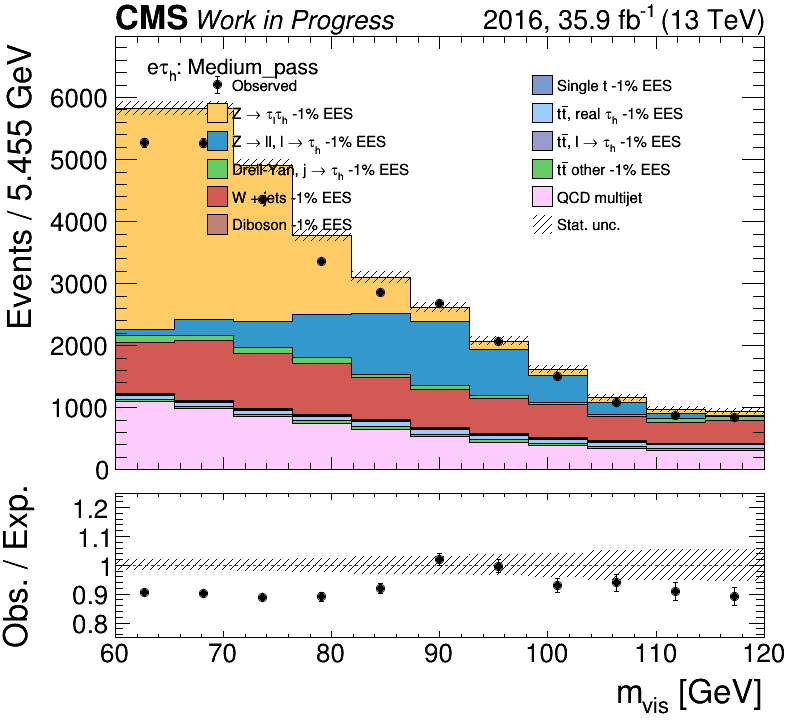 CMS Work in Progress 2016, 35.9 fb⁻¹ (13 TeV)
eτh: Medium_pass
Observed
Z → τlτh -1% EES
Z → ll, l → τh -1% EES
Drell-Yan, j → τh -1% EES
W + jets -1% EES
Diboson -1% EES
Single t -1% EES
tt̄, real τh -1% EES
tt̄, l → τh -1% EES
tt̄ other -1% EES
QCD multijet
Stat. unc.
Events / 5.455 GeV
6000
5000
4000
3000
2000
1000
0
Obs. / Exp.
1.2
1.1
1
0.9
0.8
60 70 80 90 100 110 120
mvis [GeV]